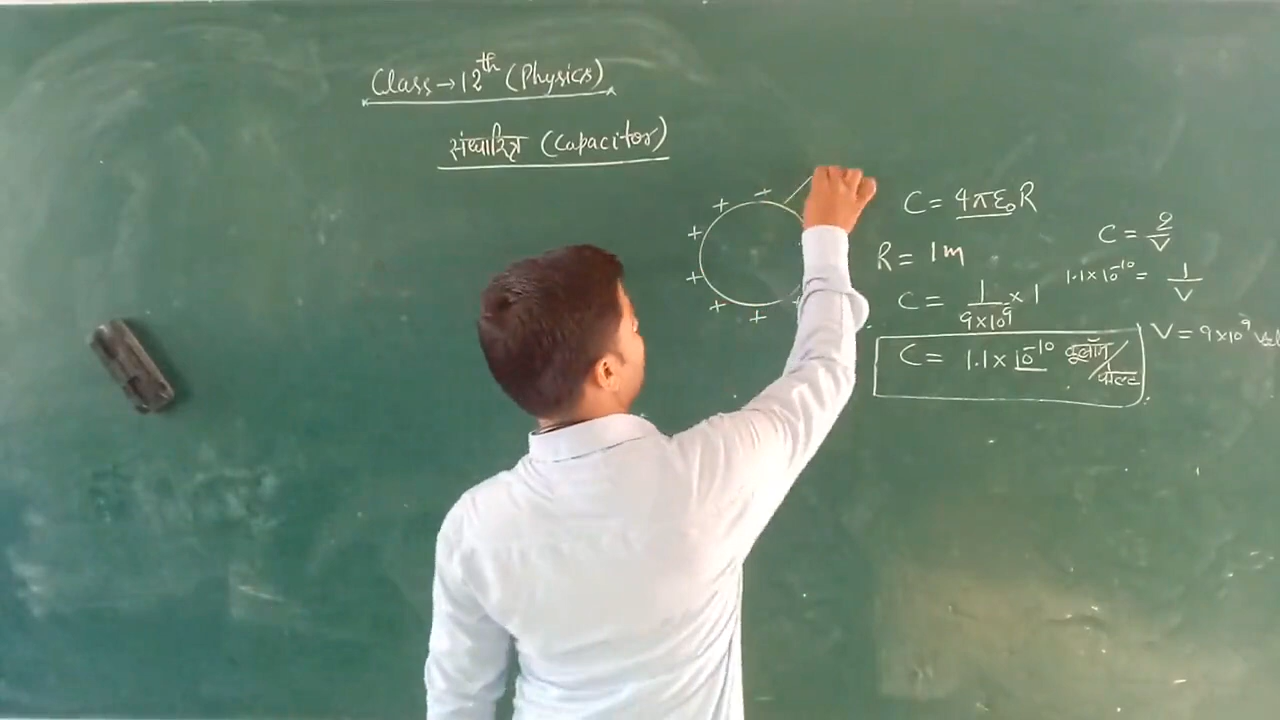 Class → 12th (Physics)
संधारित्र (Capacitor)
+ + + + + +
C = 4πε₀R
R = 1m
C = 1/9×10⁹ × 1
C = 1.1×10⁻¹⁰ कूलॉम/वोल्ट
C = q/V
1.1×10⁻¹⁰ = 1/V
V = 9×10⁹